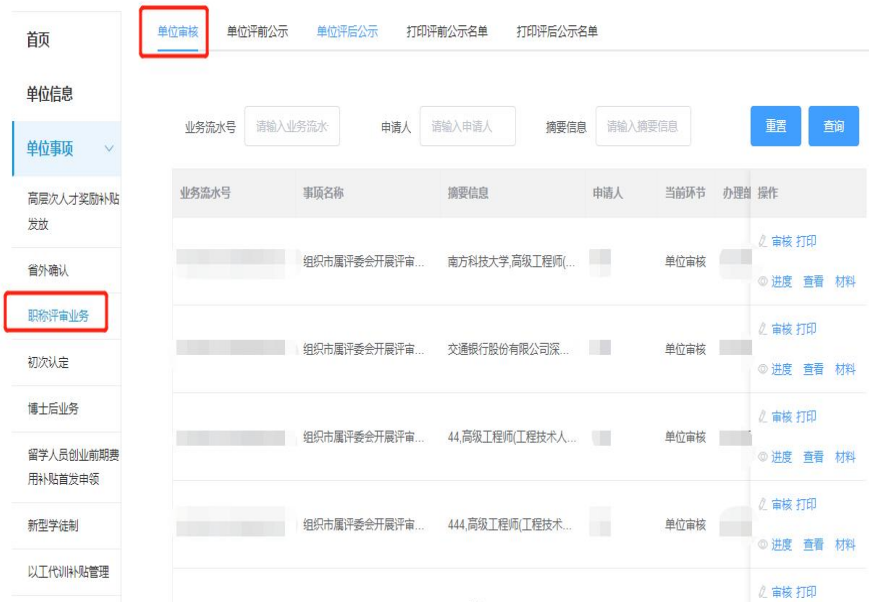 首页
单位信息
单位事项
高层次人才奖励补贴
发放
省外确认
职称评审业务
初次认定
博士后业务
留学人员创业前期费
用补贴首发申领
新型学徒制
以工代训补贴管理
单位审核 单位评前公示 单位评后公示 打印评前公示名单 打印评后公示名单
业务流水号 请输入业务流水 申请人 请输入申请人 摘要信息 请输入摘要信息 重置 查询
业务流水号 事项名称 摘要信息 申请人 当前环节 办理部 操作
组织市属评委会开展评审... 南方科技大学,高级工程师(... 单位审核 审核 打印
进度 查看 材料
组织市属评委会开展评审... 交通银行股份有限公司深... 单位审核 审核 打印
进度 查看 材料
组织市属评委会开展评审... 44,高级工程师(工程技术人... 单位审核 审核 打印
进度 查看 材料
组织市属评委会开展评审... 444,高级工程师(工程技术... 单位审核 审核 打印
进度 查看 材料
审核 打印